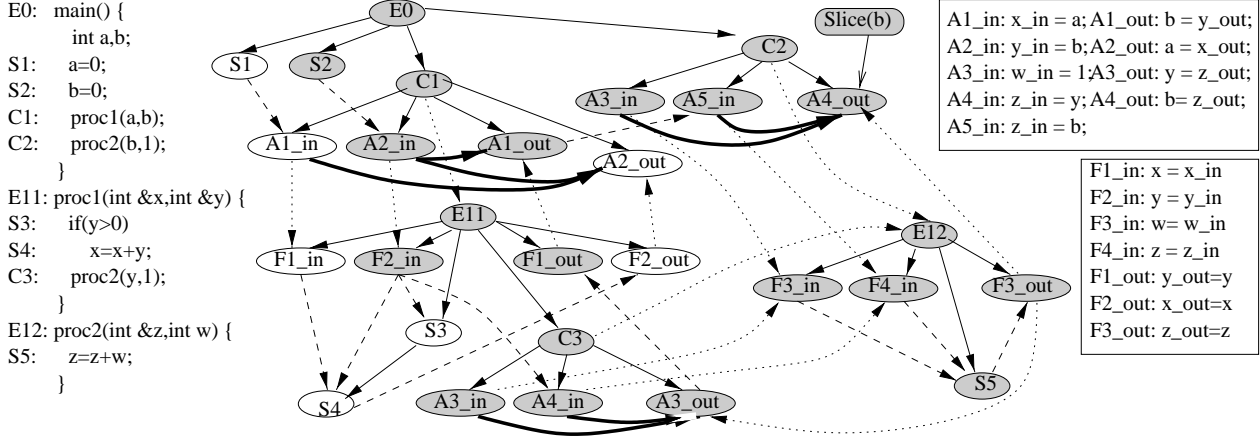 E0: main() {
int a,b;
S1: a=0;
S2: b=0;
C1: proc1(a,b);
C2: proc2(b,1);
}
E11: proc1(int &x,int &y) {
S3: if(y>0)
S4: x=x+y;
C3: proc2(y,1);
}
E12: proc2(int &z,int w) {
S5: z=z+w;
}
E0
Slice(b)
S1
S2
C2
C1
A3_in
A5_in
A4_out
A1_in
A2_in
A1_out
A2_out
E11
E12
F1_in
F2_in
F1_out
F2_out
F3_in
F4_in
F3_out
S3
C3
S5
S4
A3_in
A4_in
A3_out
A1_in: x_in = a; A1_out: b = y_out;
A2_in: y_in = b; A2_out: a = x_out;
A3_in: w_in = 1; A3_out: y = z_out;
A4_in: z_in = y; A4_out: b= z_out;
A5_in: z_in = b;
F1_in: x = x_in
F2_in: y = y_in
F3_in: w= w_in
F4_in: z = z_in
F1_out: y_out=y
F2_out: x_out=x
F3_out: z_out=z